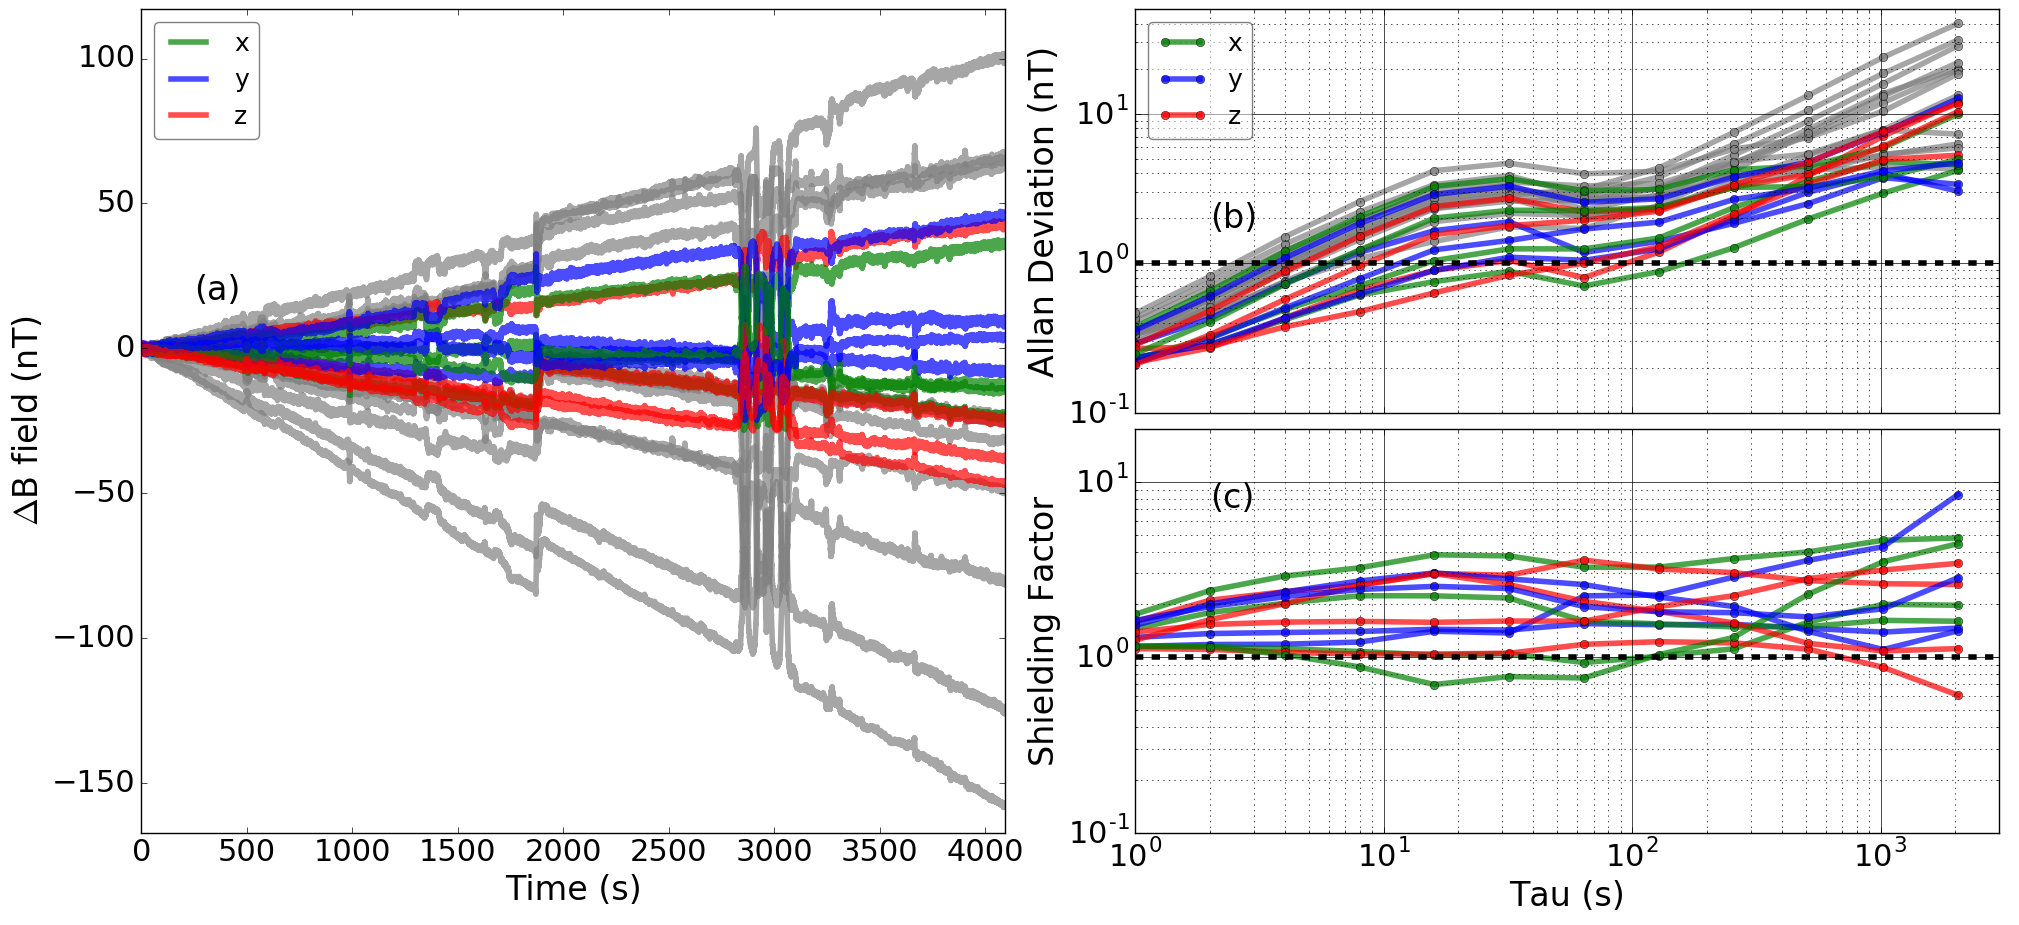 x
y
z
(a)
100
50
0
−50
−100
−150
ΔB field (nT)
0 500 1000 1500 2000 2500 3000 3500 4000
Time (s)
x
y
z
(b)
10^1
10^0
10^-1
Allan Deviation (nT)
(c)
10^1
10^0
10^-1
Shielding Factor
10^0 10^1 10^2 10^3
Tau (s)